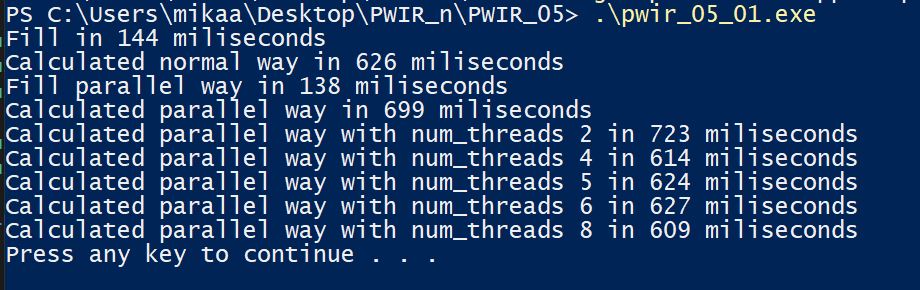 PS C:\Users\mikaa\Desktop\PWIR_n\PWIR_05> .\pwir_05_01.exe
Fill in 144 miliseconds
Calculated normal way in 626 miliseconds
Fill parallel way in 138 miliseconds
Calculated parallel way in 699 miliseconds
Calculated parallel way with num_threads 2 in 723 miliseconds
Calculated parallel way with num_threads 4 in 614 miliseconds
Calculated parallel way with num_threads 5 in 624 miliseconds
Calculated parallel way with num_threads 6 in 627 miliseconds
Calculated parallel way with num_threads 8 in 609 miliseconds
Press any key to continue . . .